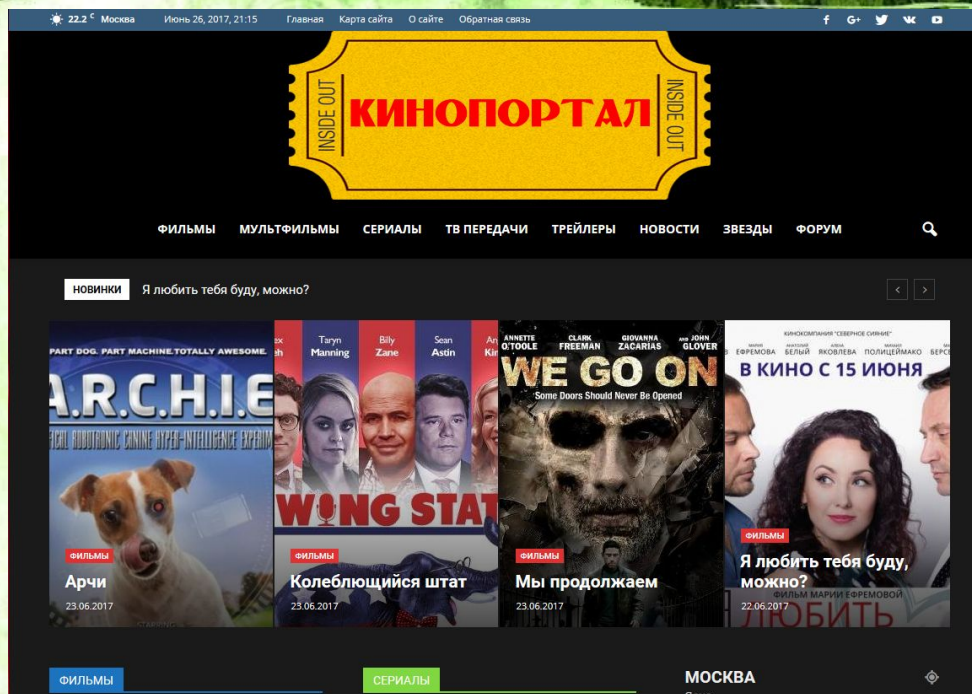 22.2 C Москва Июнь 26, 2017, 21:15 Главная Карта сайта О сайте Обратная связь
INSIDE OUT
КИНОПОРТАЛ
INSIDE OUT
ФИЛЬМЫ МУЛЬТФИЛЬМЫ СЕРИАЛЫ ТВ ПЕРЕДАЧИ ТРЕЙЛЕРЫ НОВОСТИ ЗВЕЗДЫ ФОРУМ
НОВИНКИ Я любить тебя буду, можно?
PART DOG. PART MACHINE. TOTALLY AWESOME.
A.R.C.H.I.E
ROBOTRONIC CANINE HYPER-INTELLIGENCE
ФИЛЬМЫ
Арчи
23.06.2017
Taryn Manning
Billy Zane
Sean Astin
WING STAT
ФИЛЬМЫ
Колеблющийся штат
23.06.2017
ANNETTE O'TOOLE
CLARK FREEMAN
GIOVANNA ZACARIAS
AND JOHN GLOVER
WE GO ON
Some Doors Should Never Be Opened
ФИЛЬМЫ
Мы продолжаем
23.06.2017
КИНОКОМПАНИЯ "СЕВЕРНОЕ СИЯНИЕ"
ЕФРЕМОВА БЕЛЫЙ ЯКОВЛЕВА ПОЛИЦЕЙМАКО
В КИНО С 15 ИЮНЯ
ФИЛЬМЫ
Я любить тебя буду,
можно?
ФИЛЬМ МАРИИ ЕФРЕМОВОЙ
22.06.2017
ЛЮБИТЬ
ФИЛЬМЫ
СЕРИАЛЫ
МОСКВА